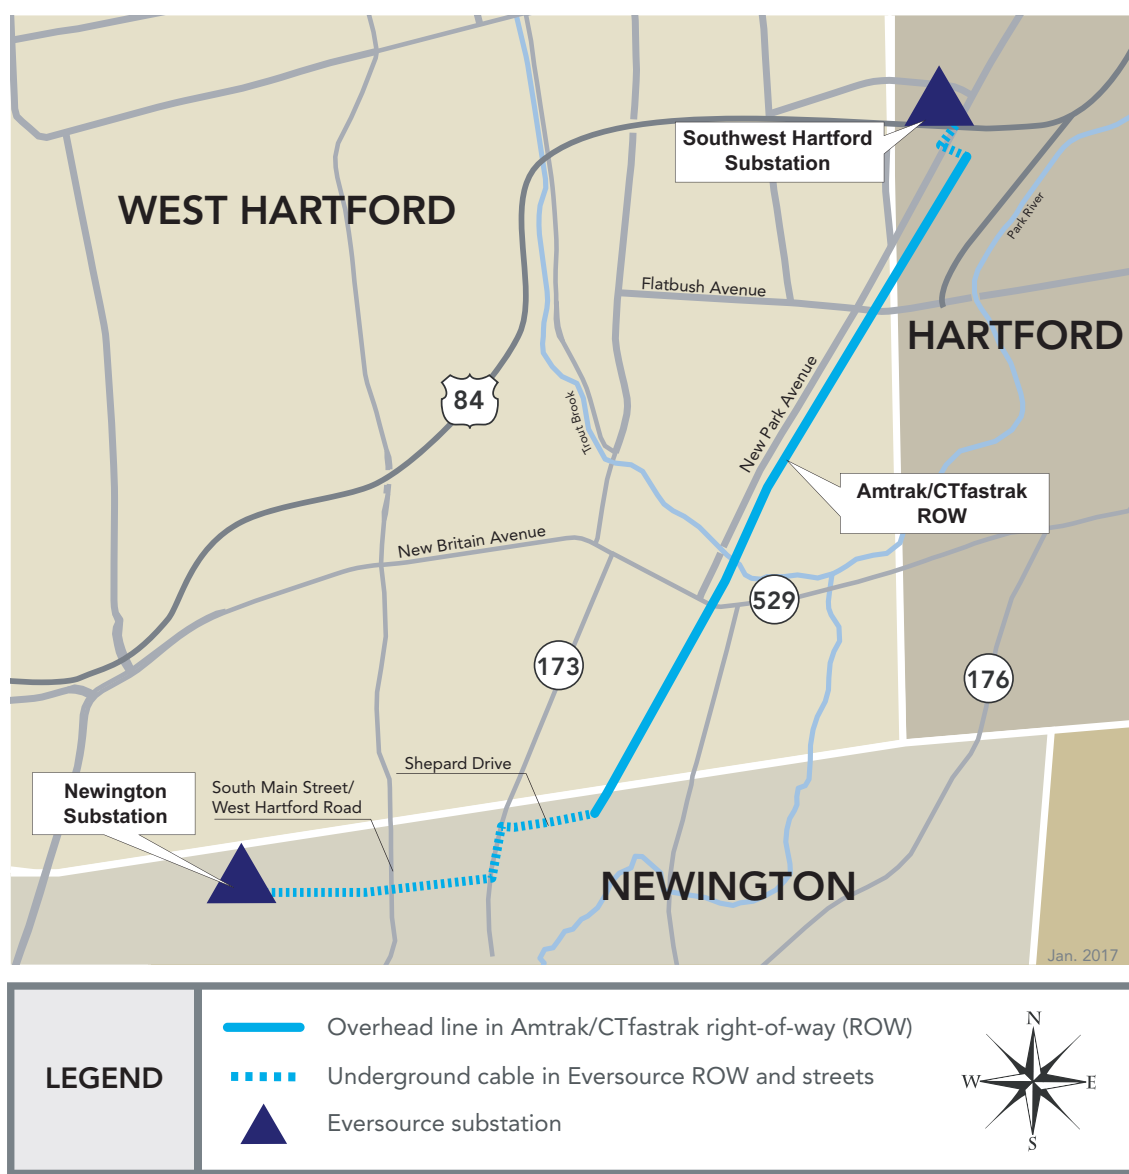 Southwest Hartford
Substation
WEST HARTFORD
Park River
Flatbush Avenue
HARTFORD
84
Trout Brook
New Park Avenue
Amtrak/CTfastrak
ROW
New Britain Avenue
529
173
176
Shepard Drive
Newington
Substation
South Main Street/
West Hartford Road
NEWINGTON
Jan. 2017
LEGEND
Overhead line in Amtrak/CTfastrak right-of-way (ROW)
Underground cable in Eversource ROW and streets
Eversource substation
N
W
E
S